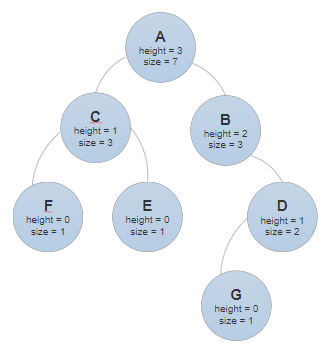 A
height = 3
size = 7
C
height = 1
size = 3
B
height = 2
size = 3
F
height = 0
size = 1
E
height = 0
size = 1
D
height = 1
size = 2
G
height = 0
size = 1